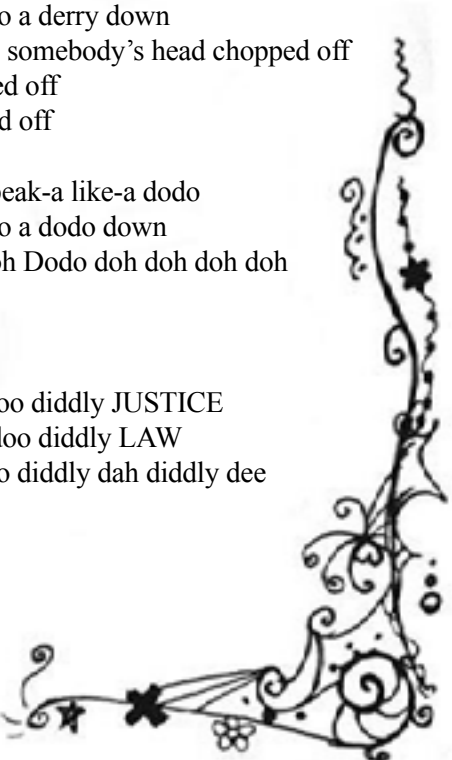 o a derry down
somebody’s head chopped off
ed off
d off
peak-a like-a dodo
o a dodo down
oh Dodo doh doh doh doh
oo diddly JUSTICE
loo diddly LAW
o diddly dah diddly dee